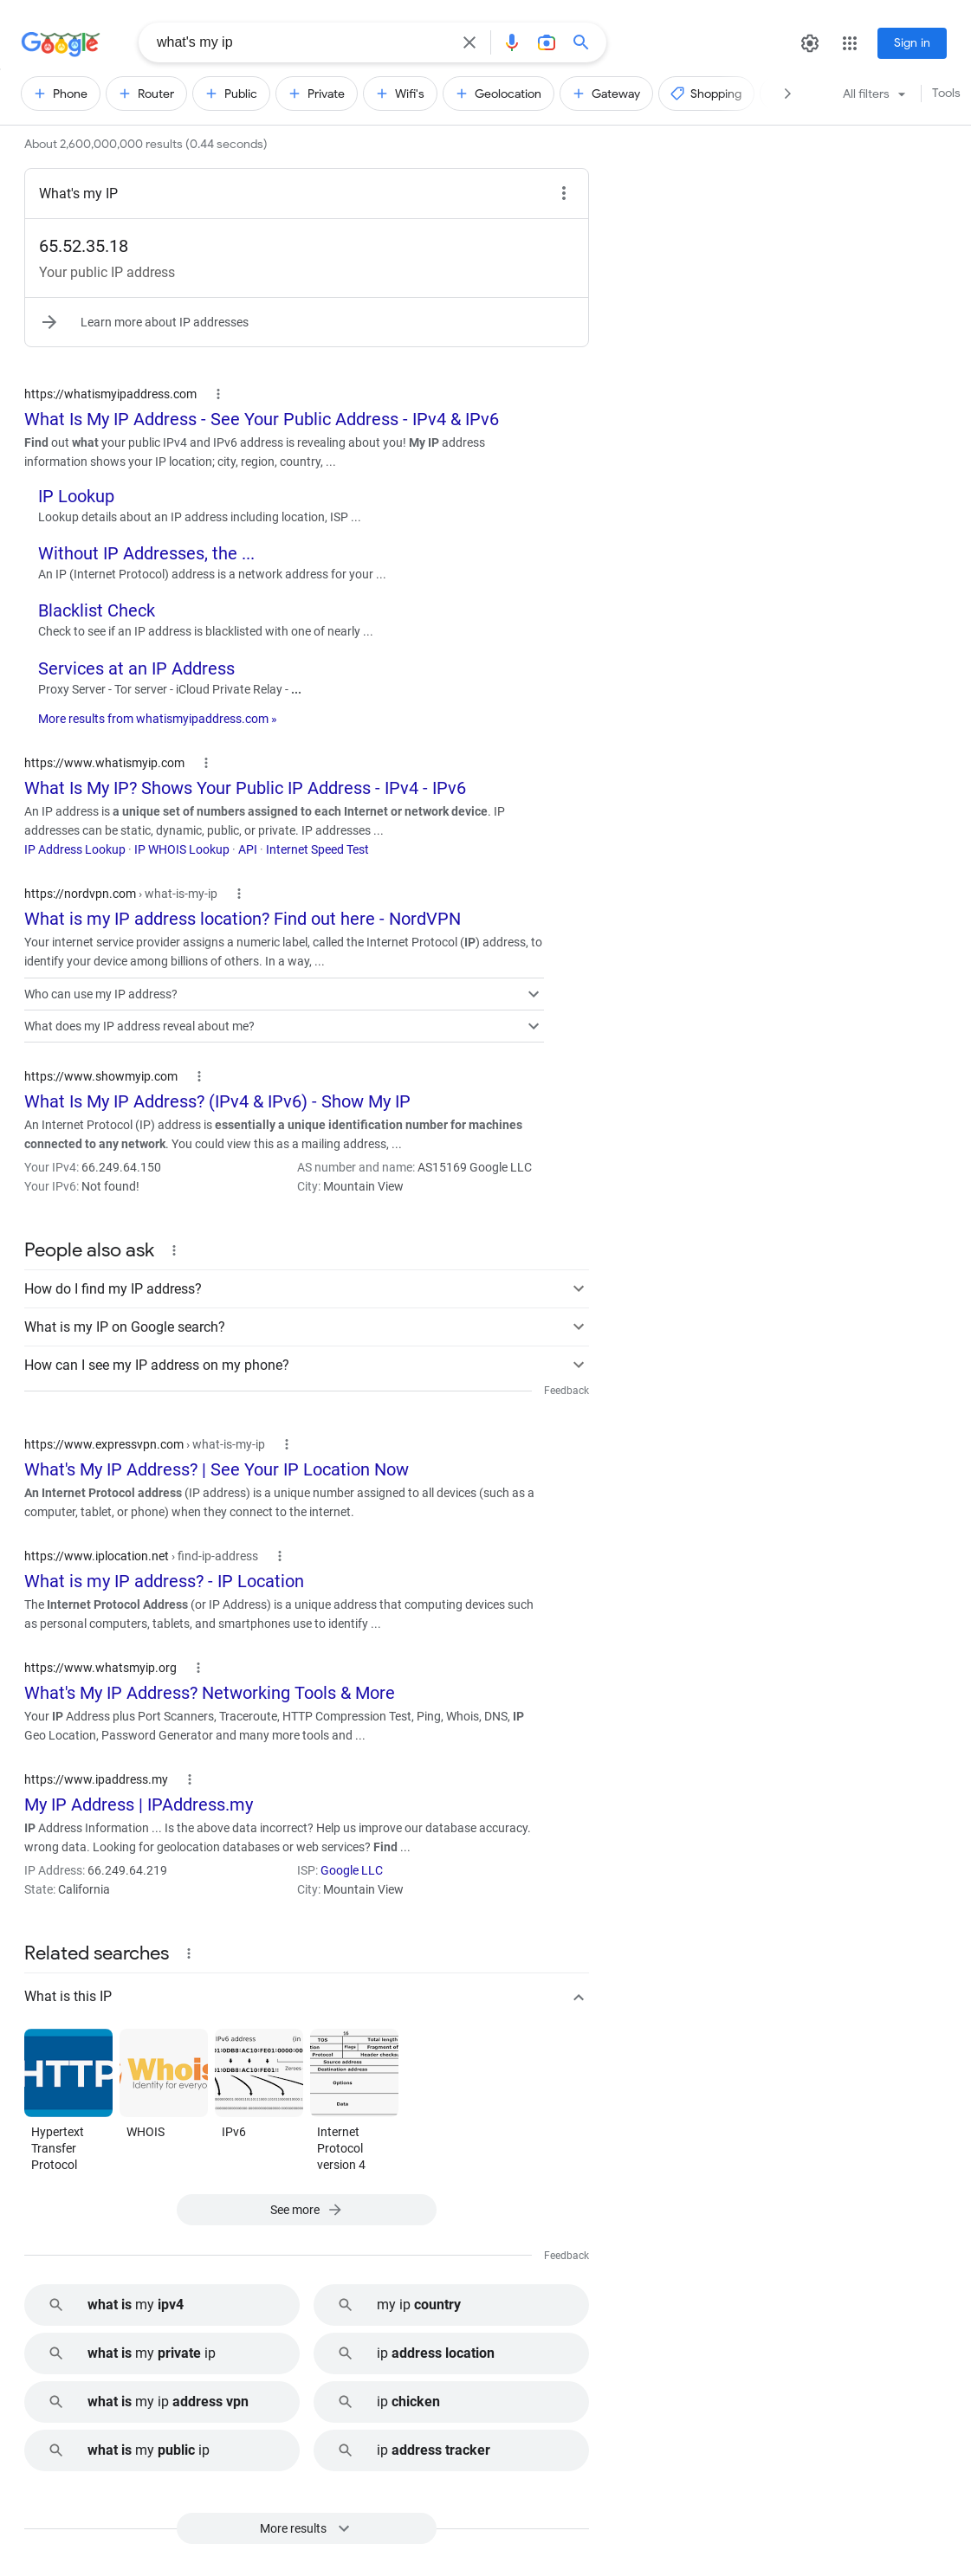 Google
what's my ip
Sign in
Phone
Router
Public
Private
Wifi's
Geolocation
Gateway
Shopping
All filters
Tools
About 2,600,000,000 results (0.44 seconds)
What's my IP
65.52.35.18
Your public IP address
Learn more about IP addresses
https://whatismyipaddress.com
What Is My IP Address - See Your Public Address - IPv4 & IPv6
Find out what your public IPv4 and IPv6 address is revealing about you! My IP address
information shows your IP location; city, region, country, ...
IP Lookup
Lookup details about an IP address including location, ISP ...
Without IP Addresses, the ...
An IP (Internet Protocol) address is a network address for your ...
Blacklist Check
Check to see if an IP address is blacklisted with one of nearly ...
Services at an IP Address
Proxy Server - Tor server - iCloud Private Relay - ...
More results from whatismyipaddress.com »
https://www.whatismyip.com
What Is My IP? Shows Your Public IP Address - IPv4 - IPv6
An IP address is a unique set of numbers assigned to each Internet or network device. IP
addresses can be static, dynamic, public, or private. IP addresses ...
IP Address Lookup · IP WHOIS Lookup · API · Internet Speed Test
https://nordvpn.com › what-is-my-ip
What is my IP address location? Find out here - NordVPN
Your internet service provider assigns a numeric label, called the Internet Protocol (IP) address, to
identify your device among billions of others. In a way, ...
Who can use my IP address?
What does my IP address reveal about me?
https://www.showmyip.com
What Is My IP Address? (IPv4 & IPv6) - Show My IP
An Internet Protocol (IP) address is essentially a unique identification number for machines
connected to any network. You could view this as a mailing address, ...
Your IPv4: 66.249.64.150
AS number and name: AS15169 Google LLC
Your IPv6: Not found!
City: Mountain View
People also ask
How do I find my IP address?
What is my IP on Google search?
How can I see my IP address on my phone?
Feedback
https://www.expressvpn.com › what-is-my-ip
What's My IP Address? | See Your IP Location Now
An Internet Protocol address (IP address) is a unique number assigned to all devices (such as a
computer, tablet, or phone) when they connect to the internet.
https://www.iplocation.net › find-ip-address
What is my IP address? - IP Location
The Internet Protocol Address (or IP Address) is a unique address that computing devices such
as personal computers, tablets, and smartphones use to identify ...
https://www.whatsmyip.org
What's My IP Address? Networking Tools & More
Your IP Address plus Port Scanners, Traceroute, HTTP Compression Test, Ping, Whois, DNS, IP
Geo Location, Password Generator and many more tools and ...
https://www.ipaddress.my
My IP Address | IPAddress.my
IP Address Information ... Is the above data incorrect? Help us improve our database accuracy.
wrong data. Looking for geolocation databases or web services? Find ...
IP Address: 66.249.64.219
ISP: Google LLC
State: California
City: Mountain View
Related searches
What is this IP
HTTP
Whois
Identity for everyo
IPv6 address (in
Zeroes
TOS
Total length
Flags
Fragment of
Protocol
Header checks
Source address
Destination address
Options
Data
Hypertext
Transfer
Protocol
WHOIS
IPv6
Internet
Protocol
version 4
See more
Feedback
what is my ipv4
my ip country
what is my private ip
ip address location
what is my ip address vpn
ip chicken
what is my public ip
ip address tracker
More results